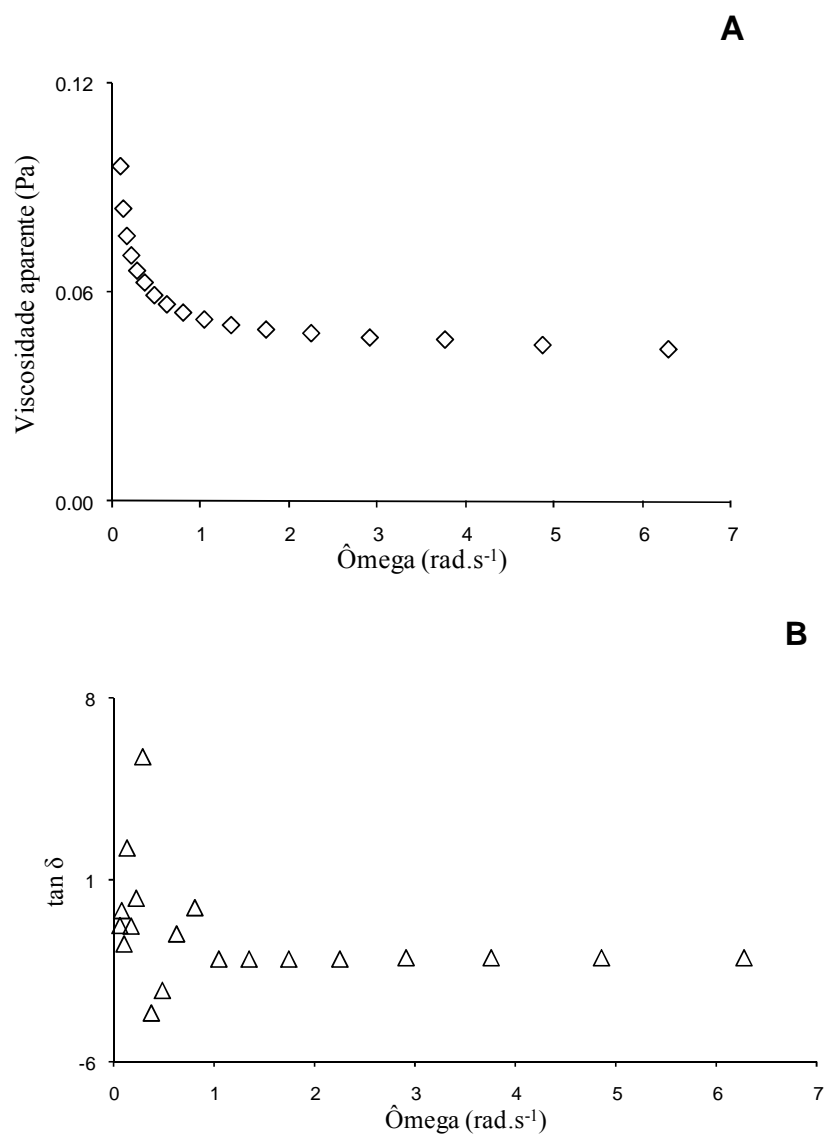 A
0.12
0.06
0.00
Viscosidade aparente (Pa)
0 1 2 3 4 5 6 7
Ômega (rad.s-1)
B
8
1
-6
tan δ
0 1 2 3 4 5 6 7
Ômega (rad.s-1)